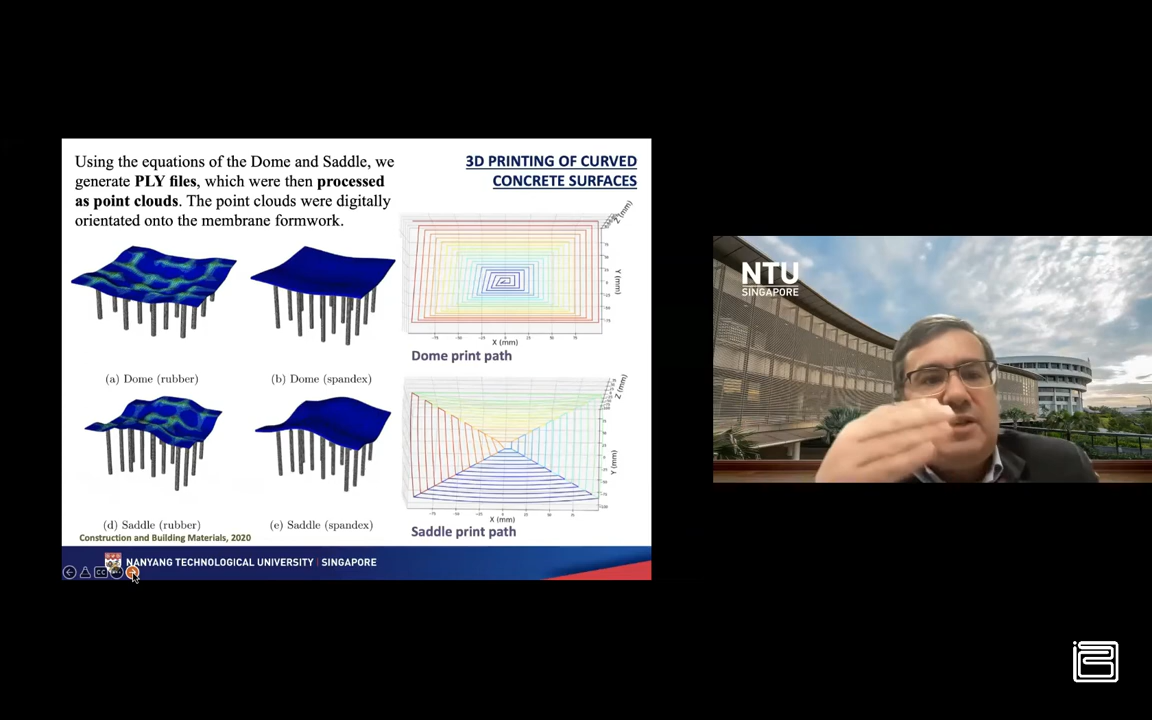 Using the equations of the Dome and Saddle, we
generate PLY files, which were then processed
as point clouds. The point clouds were digitally
orientated onto the membrane formwork.
3D PRINTING OF CURVED
CONCRETE SURFACES
(a) Dome (rubber)
(b) Dome (spandex)
Z (mm)
Y (mm)
X (mm)
Dome print path
(d) Saddle (rubber)
(e) Saddle (spandex)
Z (mm)
Y (mm)
X (mm)
Saddle print path
Construction and Building Materials, 2020
NANYANG TECHNOLOGICAL UNIVERSITY | SINGAPORE
CC
NTU
SINGAPORE